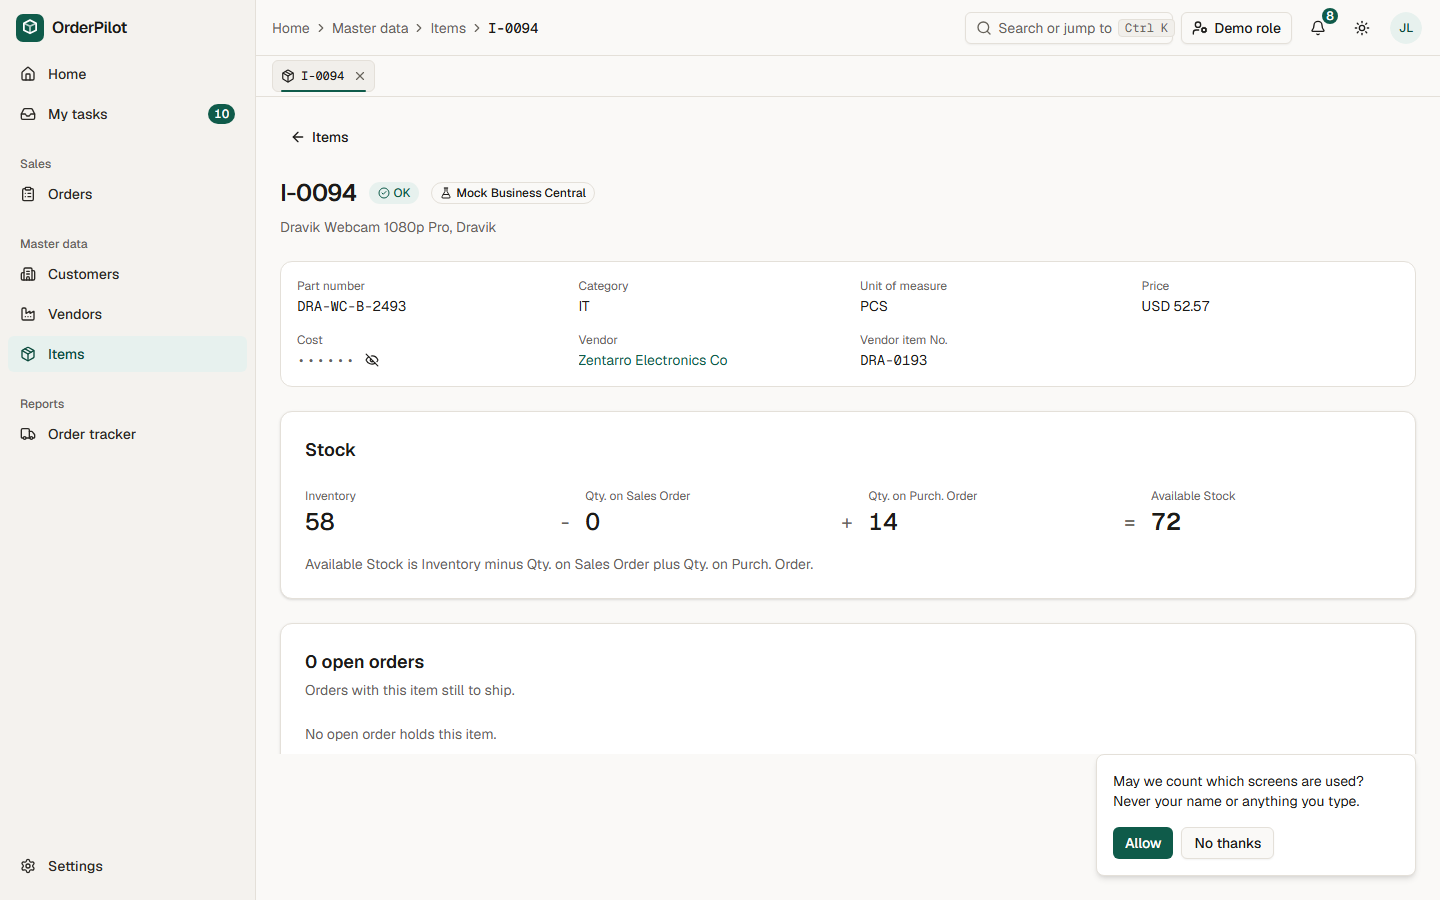 OrderPilot
Home
My tasks
10
Sales
Orders
Master data
Customers
Vendors
Items
Reports
Order tracker
Settings
Home > Master data > Items > I-0094
Search or jump to
Ctrl K
Demo role
8
JL
I-0094
Items
I-0094
OK
Mock Business Central
Dravik Webcam 1080p Pro, Dravik
Part number
DRA-WC-B-2493
Category
IT
Unit of measure
PCS
Price
USD 52.57
Cost
Vendor
Zentarro Electronics Co
Vendor item No.
DRA-0193
Stock
Inventory
58
-
Qty. on Sales Order
0
+
Qty. on Purch. Order
14
=
Available Stock
72
Available Stock is Inventory minus Qty. on Sales Order plus Qty. on Purch. Order.
0 open orders
Orders with this item still to ship.
No open order holds this item.
May we count which screens are used?
Never your name or anything you type.
Allow
No thanks